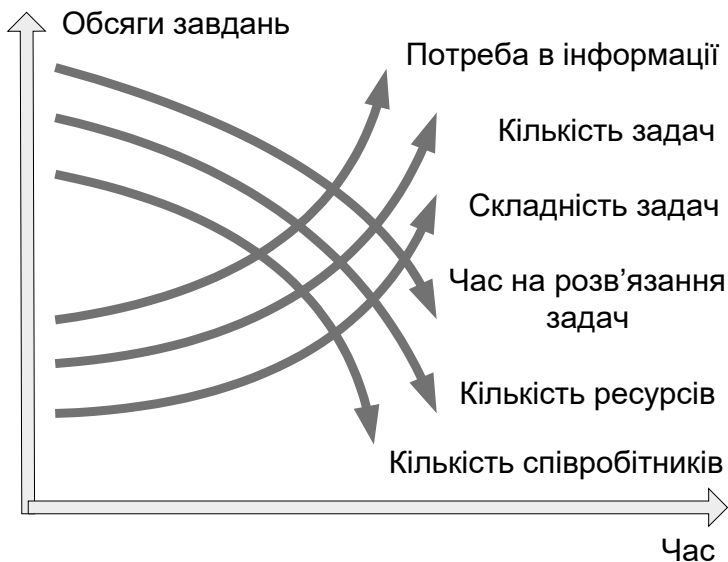 Обсяги завдань
Потреба в інформації
Кількість задач
Складність задач
Час на розв’язання
задач
Кількість ресурсів
Кількість співробітників
Час